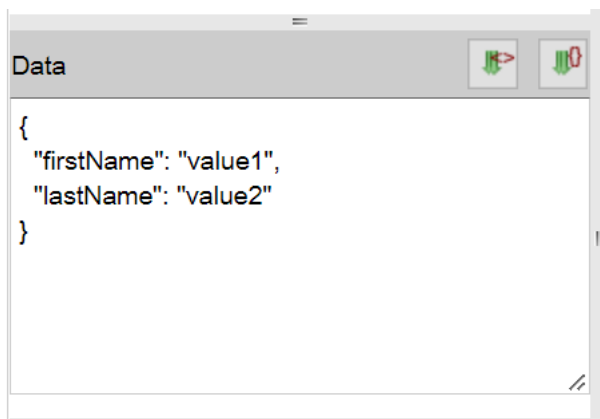 Data
{
  "firstName": "value1",
  "lastName": "value2"
}